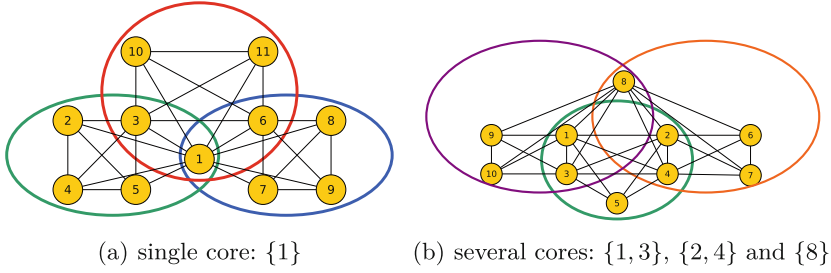 10 11
2 3 6 8
1
4 5 7 9
(a) single core: {1}
8
9 1 2 6
10 3 4 7
5
(b) several cores: {1, 3}, {2, 4} and {8}